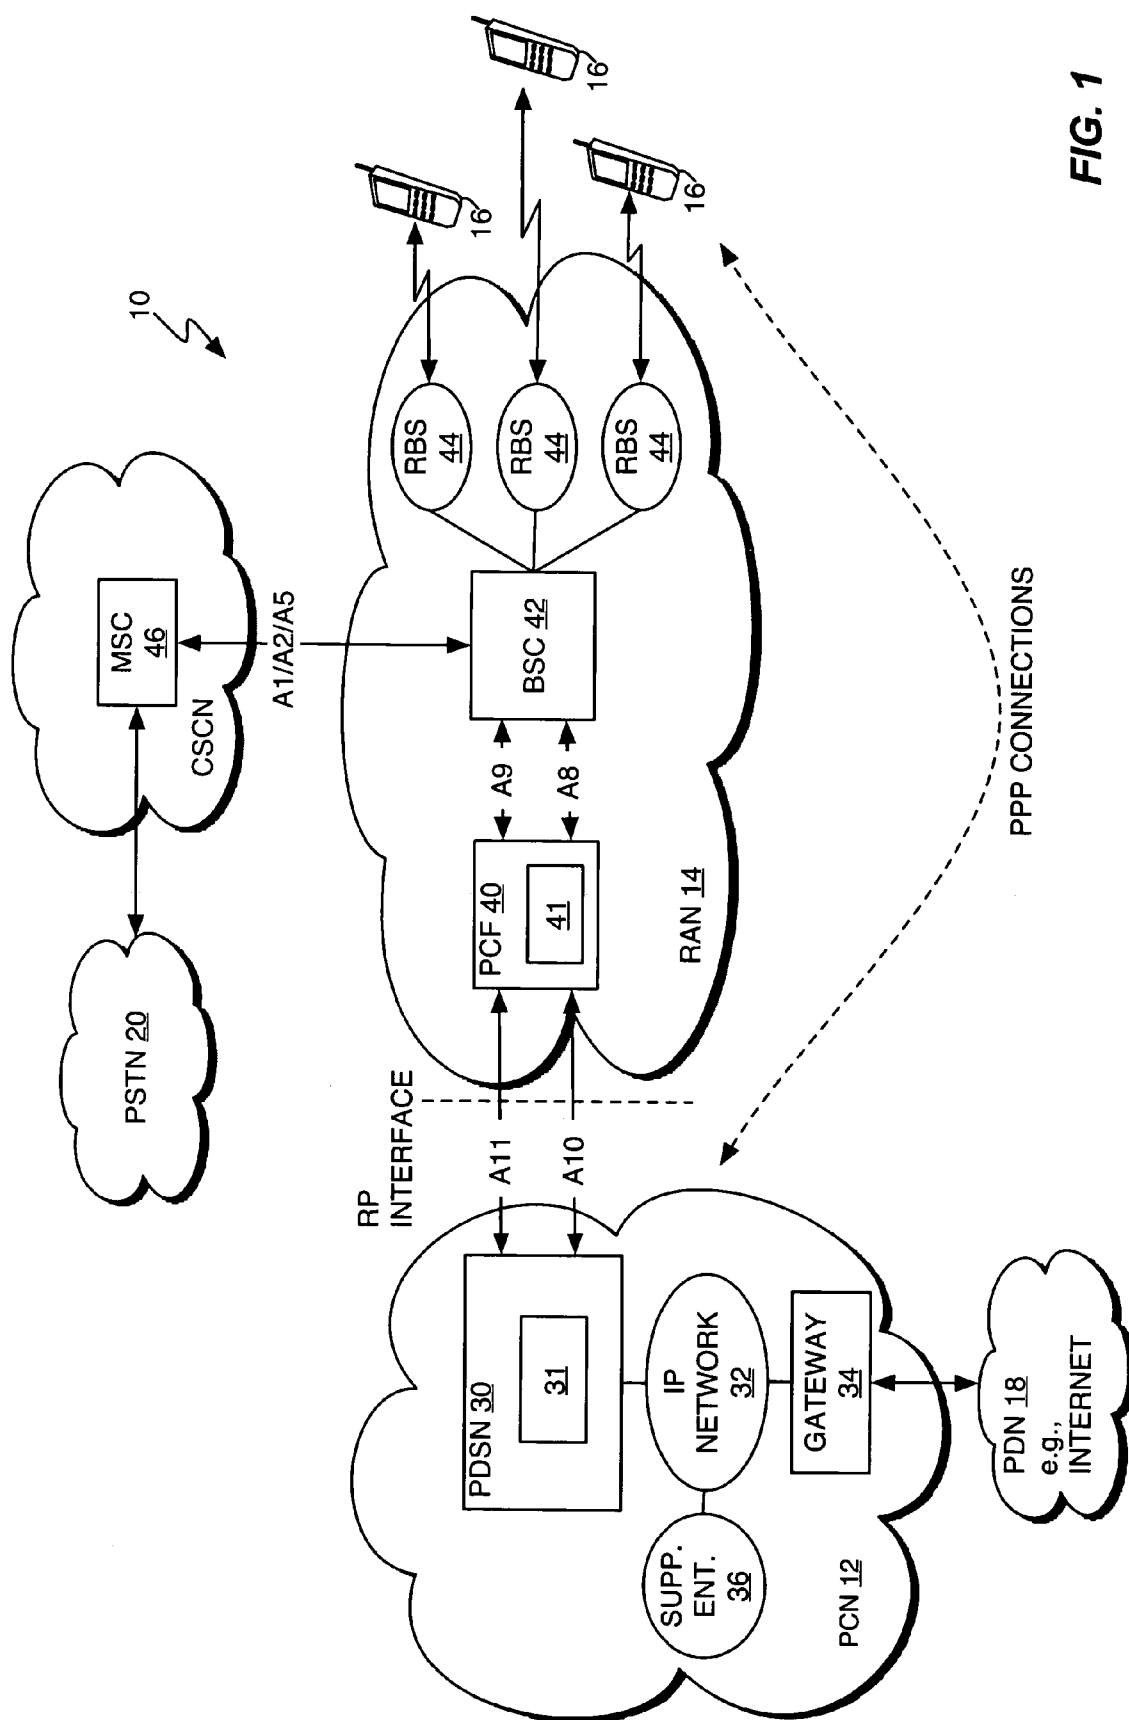 10
PSTN 20
MSC
46
CSCN
A1/A2/A5
RP
INTERFACE
A11
A10
PDSN 30
31
IP
NETWORK
32
GATEWAY
34
SUPP.
ENT.
36
PCN 12
PDN 18
e.g.,
INTERNET
PCF 40
41
A9
A8
BSC 42
RBS
44
RBS
44
RBS
44
RAN 14
16
16
16
PPP CONNECTIONS
FIG. 1